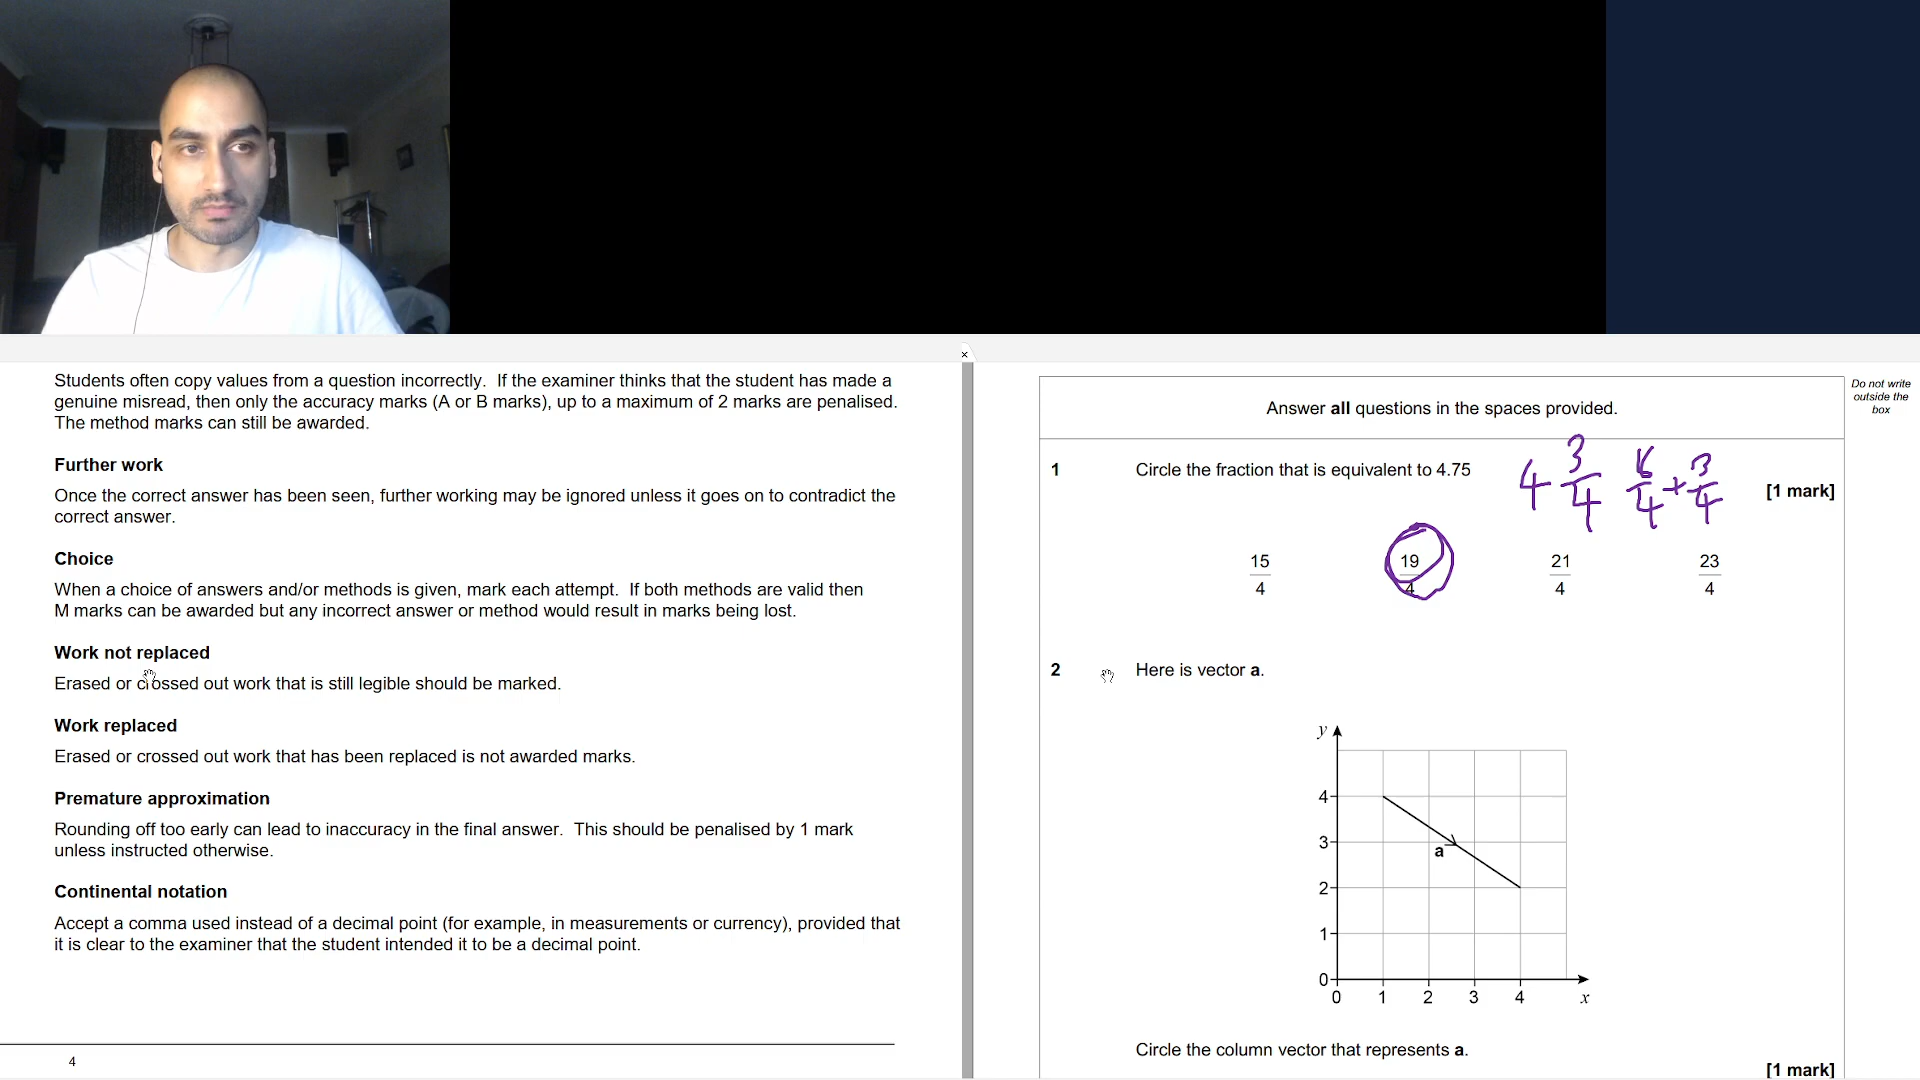 Students often copy values from a question incorrectly.  If the examiner thinks that the student has made a
genuine misread, then only the accuracy marks (A or B marks), up to a maximum of 2 marks are penalised.
The method marks can still be awarded.
Further work
Once the correct answer has been seen, further working may be ignored unless it goes on to contradict the
correct answer.
Choice
When a choice of answers and/or methods is given, mark each attempt.  If both methods are valid then
M marks can be awarded but any incorrect answer or method would result in marks being lost.
Work not replaced
Erased or crossed out work that is still legible should be marked.
Work replaced
Erased or crossed out work that has been replaced is not awarded marks.
Premature approximation
Rounding off too early can lead to inaccuracy in the final answer.  This should be penalised by 1 mark
unless instructed otherwise.
Continental notation
Accept a comma used instead of a decimal point (for example, in measurements or currency), provided that
it is clear to the examiner that the student intended it to be a decimal point.
4
×
Answer all questions in the spaces provided.
Do not write
outside the
box
1 Circle the fraction that is equivalent to 4.75
4 3/4 /4 + 3/4
[1 mark]
15 19 21 23
4 4 4 4
2 Here is vector a.
y
4
3
a
2
1
0
0 1 2 3 4 x
Circle the column vector that represents a.
[1 mark]